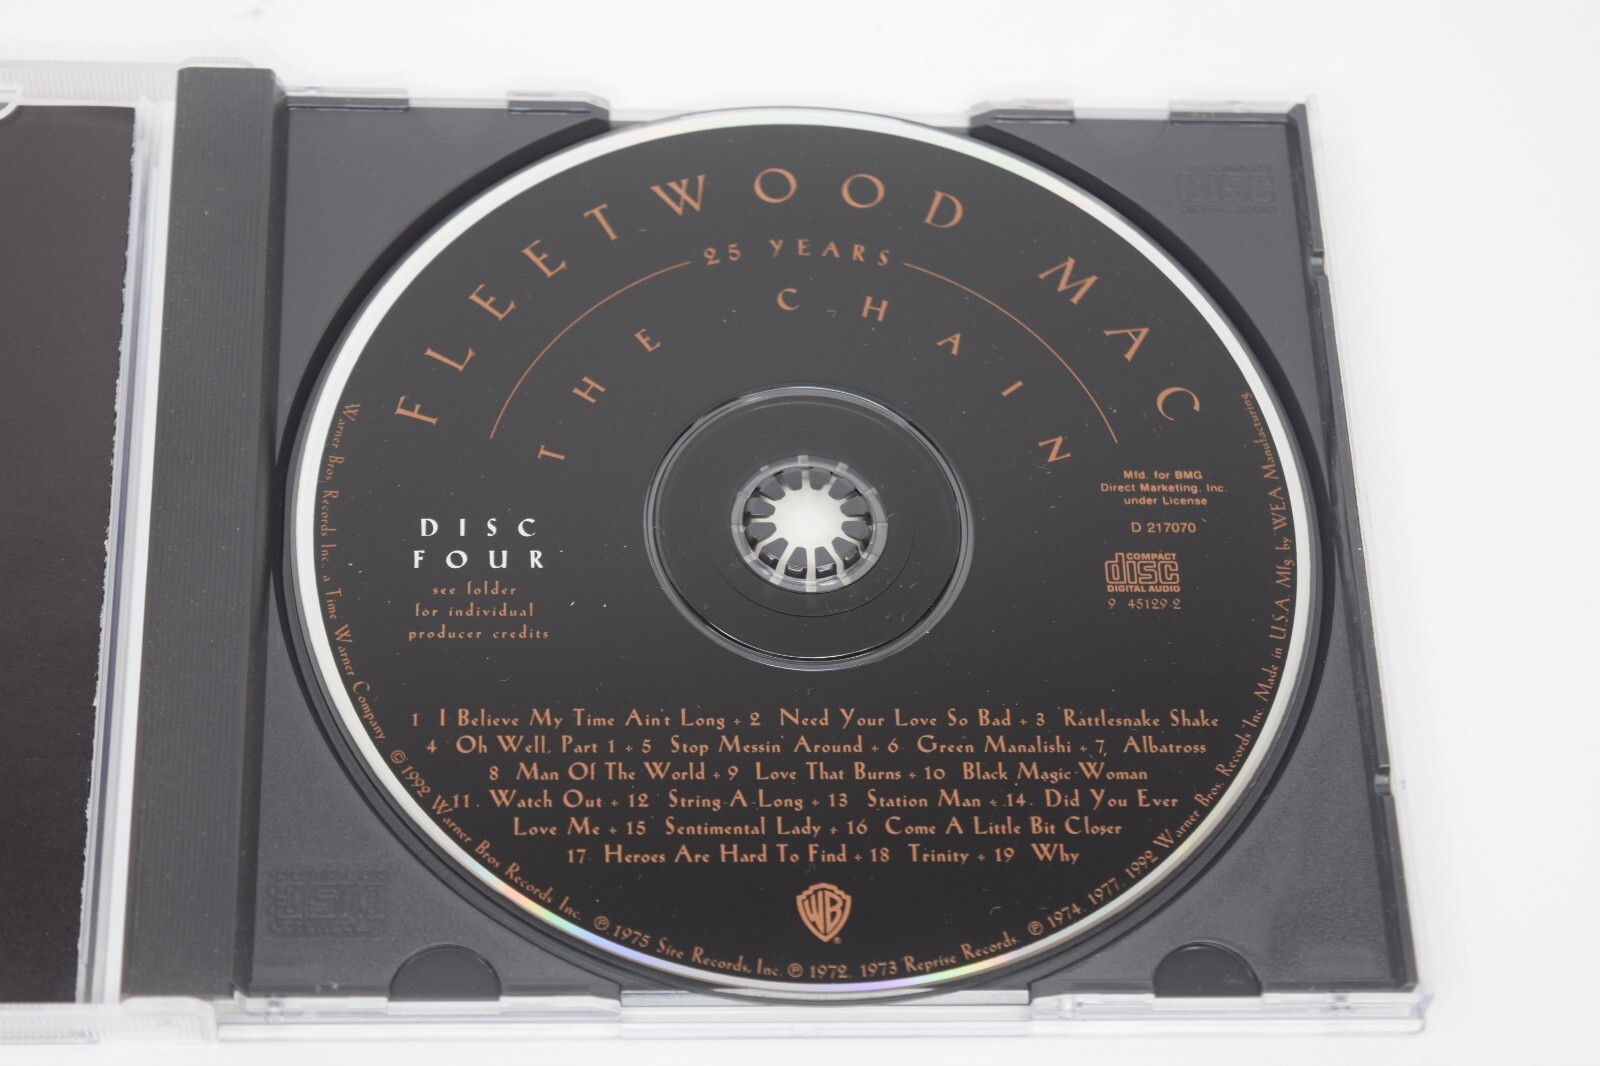 FLEETWOOD MAC
25 YEARS
THE CHAIN
DISC
FOUR
see folder
for individual
producer credits
Mfd. for BMG
Direct Marketing, Inc.
under License
D 217070
COMPACT
disc
DIGITAL AUDIO
9 45129 2
1 I Believe My Time Ain't Long + 2 Need Your Love So Bad + 3 Rattlesnake Shake
4 Oh Well, Part 1 + 5 Stop Messin' Around + 6 Green Manalishi + 7, Albatross
8 Man Of The World + 9 Love That Burns + 10 Black Magic Woman
11. Watch Out + 12 String-A-Long + 13 Station Man + 14. Did You Ever
Love Me + 15 Sentimental Lady + 16 Come A Little Bit Closer
17 Heroes Are Hard To Find + 18 Trinity + 19 Why
WB
Warner Bros. Records Inc., a Time Warner Company. © 1992 Warner Bros Records Inc. ℗ 1975 Sire Records, Inc. ℗ 1972, 1973 Reprise Records. ℗ 1974, 1977, 1992 Warner Bros. Records Inc. Made in U.S.A. Mfg. by WEA Manufacturing
disc
DISC